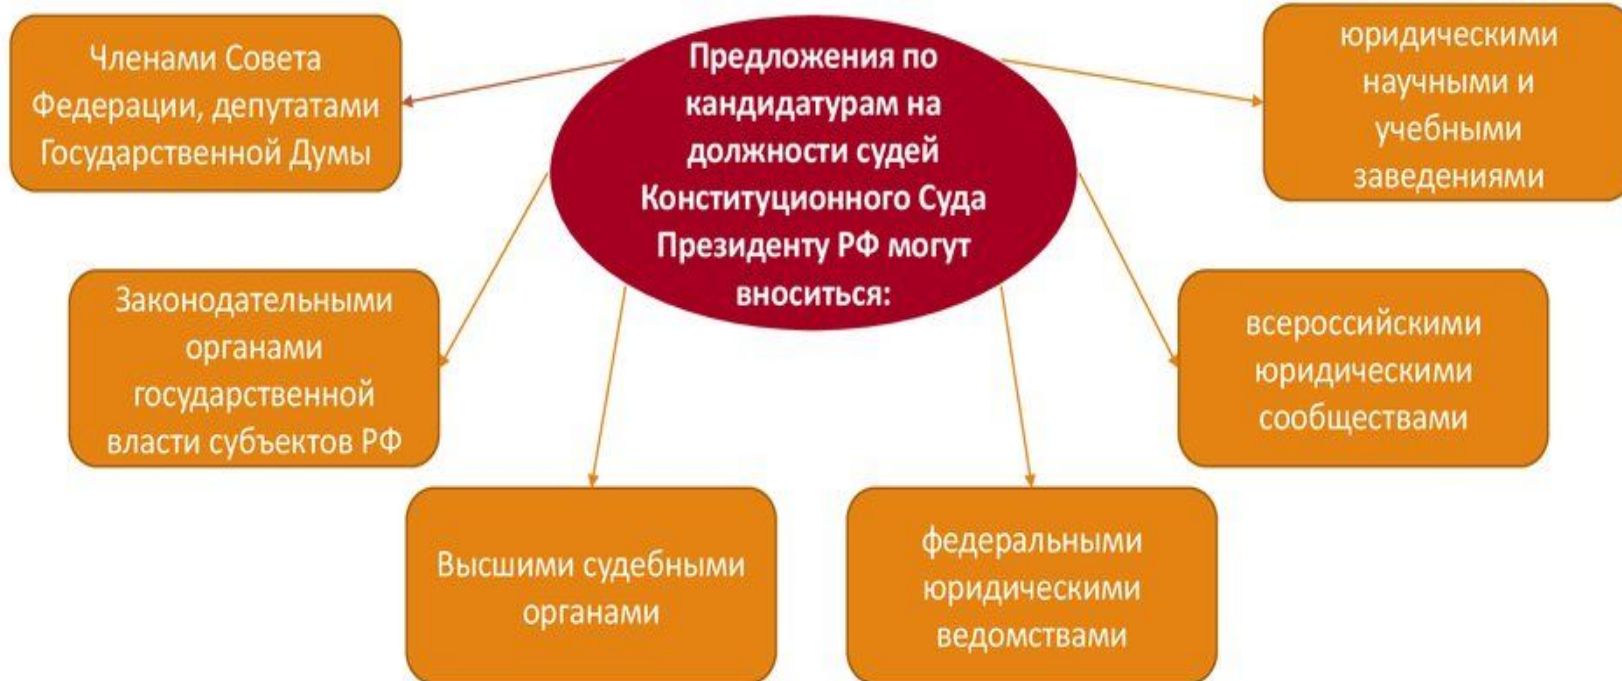 Предложения по
кандидатурам на
должности судей
Конституционного Суда
Президенту РФ могут
вноситься:
Членами Совета
Федерации, депутатами
Государственной Думы
Законодательными
органами
государственной
власти субъектов РФ
Высшими судебными
органами
федеральными
юридическими
ведомствами
всероссийскими
юридическими
сообществами
юридическими
научными и
учебными
заведениями